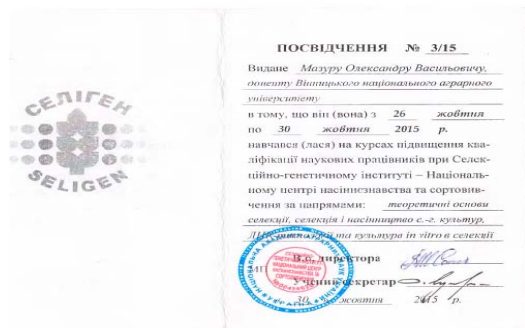 СЕЛІГЕН
SELIGEN
ПОСВІДЧЕННЯ № 3/15
Видане Мазуру Олександру Васильовичу,
доценту Вінницького національного аграрного
університету
в тому, що він (вона) з 26 жовтня
по 30 жовтня 2015 р.
навчався (лася) на курсах підвищення ква-
ліфікації наукових працівників при Селек-
ційно-генетичному інституті – Національ-
ному центрі насіннєзнавства та сортовив-
чення за напрямами: теоретичні основи
селекції, селекція і насінництво с.-г. культур,
та культура in vitro в селекції
В.о. директора
МП
Учений секретар
30 жовтня 2015 р.